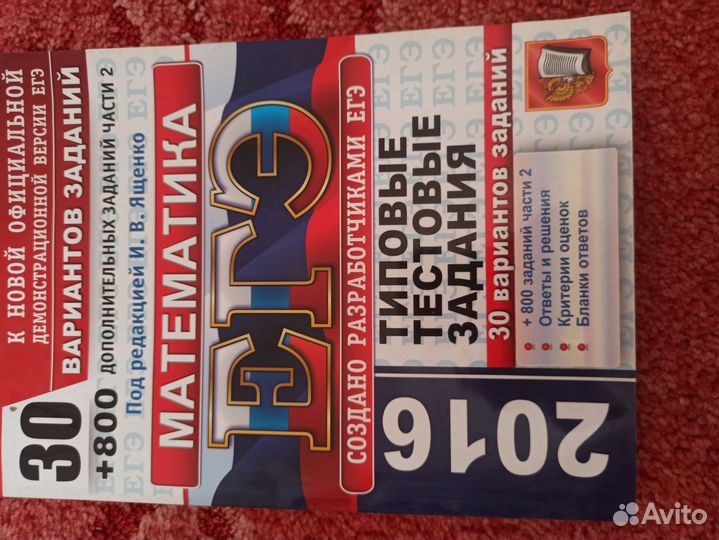 К НОВОЙ ОФИЦИАЛЬНОЙ
ДЕМОНСТРАЦИОННОЙ ВЕРСИИ ЕГЭ
30
ВАРИАНТОВ ЗАДАНИЙ
+800 ДОПОЛНИТЕЛЬНЫХ ЗАДАНИЙ ЧАСТИ 2
Под редакцией И. В. Ященко
МАТЕМАТИКА
ЕГЭ
СОЗДАНО РАЗРАБОТЧИКАМИ ЕГЭ
2016
ТИПОВЫЕ
ТЕСТОВЫЕ
ЗАДАНИЯ
30 вариантов заданий
+ 800 заданий части 2
Ответы и решения
Критерии оценок
Бланки ответов
Avito